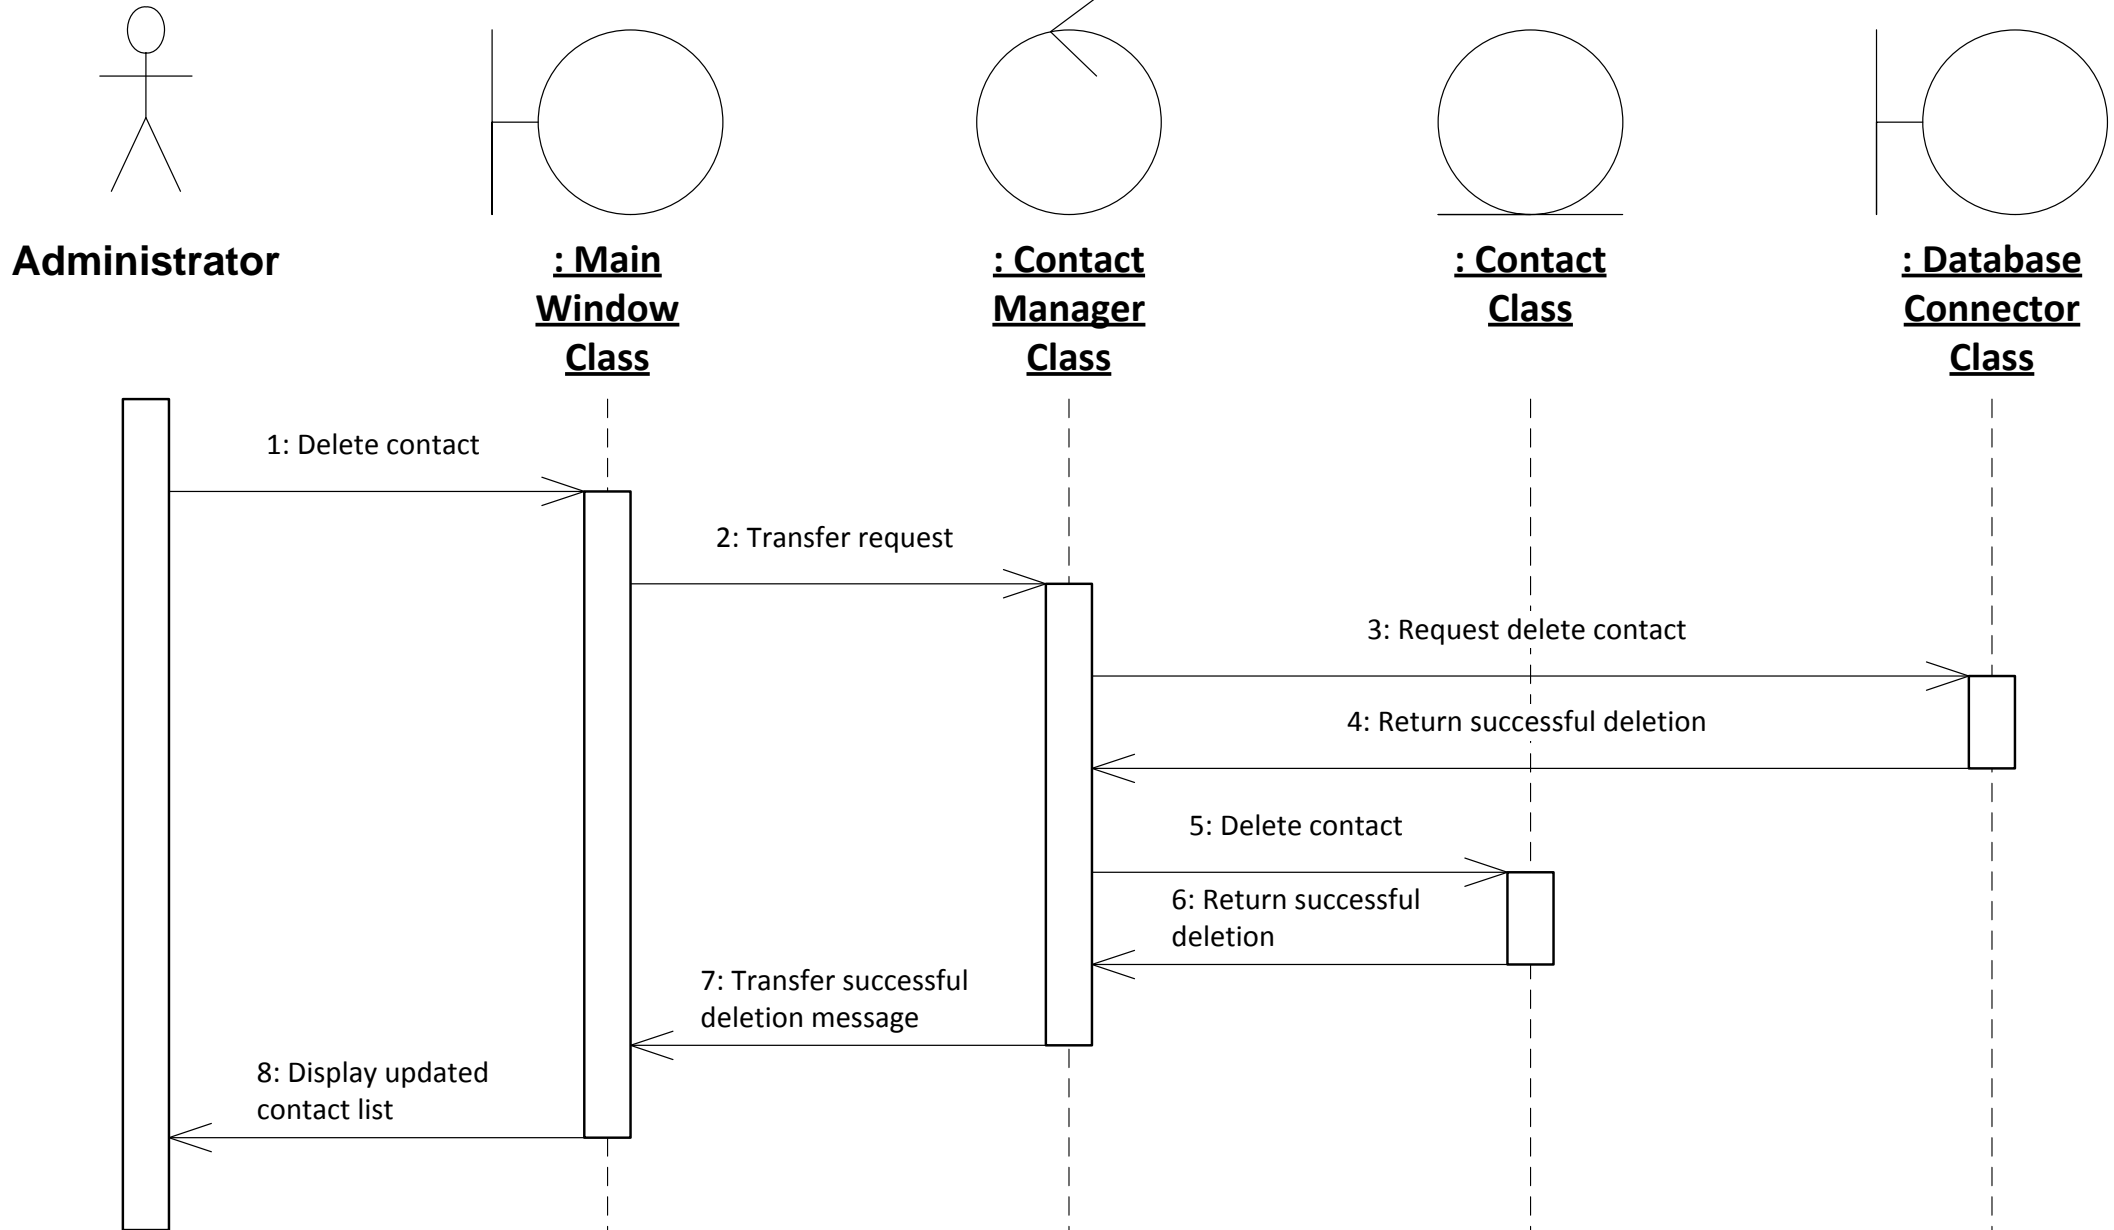 Administrator
: Main
Window
Class
: Contact
Manager
Class
: Contact
Class
: Database
Connector
Class
1: Delete contact
2: Transfer request
3: Request delete contact
4: Return successful deletion
5: Delete contact
6: Return successful
deletion
7: Transfer successful
deletion message
8: Display updated
contact list